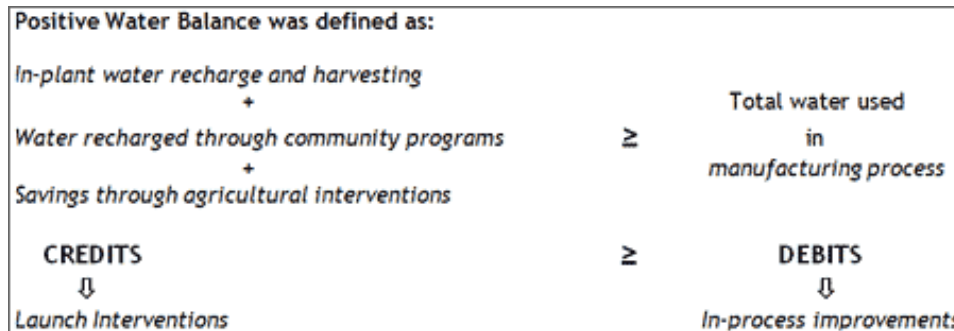 Positive Water Balance was defined as:
In-plant water recharge and harvesting
+
Total water used
Water recharged through community programs
≥
in
+
manufacturing process
Savings through agricultural interventions
CREDITS
≥
DEBITS
⇩
⇩
Launch Interventions
In-process improvements